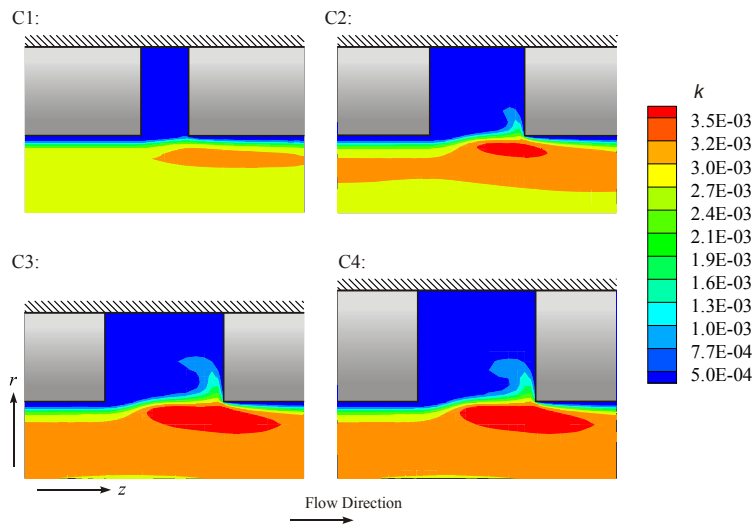 C1:
C2:
k
3.5E-03
3.2E-03
3.0E-03
2.7E-03
2.4E-03
2.1E-03
1.9E-03
1.6E-03
1.3E-03
1.0E-03
7.7E-04
5.0E-04
C3:
C4:
r
z
Flow Direction